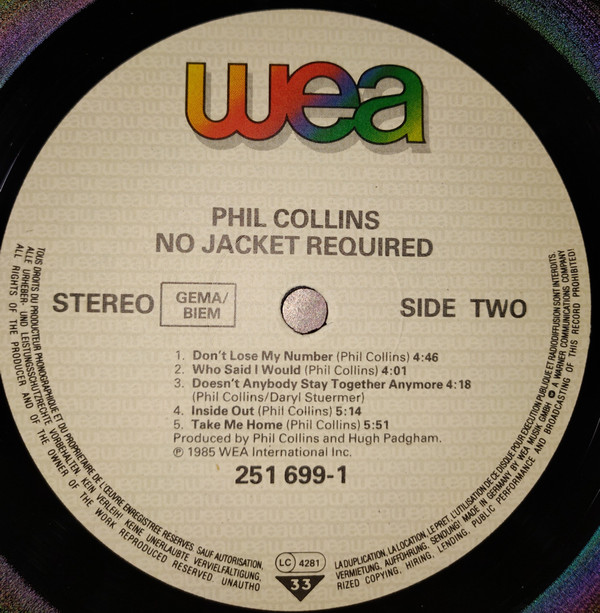 wea
PHIL COLLINS
NO JACKET REQUIRED
STEREO
GEMA/
BIEM
SIDE TWO
1. Don't Lose My Number (Phil Collins) 4:46
2. Who Said I Would (Phil Collins) 4:01
3. Doesn't Anybody Stay Together Anymore 4:18
(Phil Collins/Daryl Stuermer)
4. Inside Out (Phil Collins) 5:14
5. Take Me Home (Phil Collins) 5:51
Produced by Phil Collins and Hugh Padgham.
℗ 1985 WEA International Inc.
251 699-1
LC 4281
33
TOUS DROITS DU PRODUCTEUR PHONOGRAPHIQUE ET DU PROPRIETAIRE DE L'ŒUVRE ENREGISTREE RESERVES. SAUF AUTORISATION,
LA DUPLICATION, LA LOCATION, LE PRET, L'UTILISATION DE CE DISQUE POUR EXECUTION PUBLIQUE ET RADIODIFFUSION SONT INTERDITS.
ALLE URHEBER- UND LEISTUNGSSCHUTZRECHTE VORBEHALTEN. KEIN VERLEIH! KEINE UNERLAUBTE VERVIELFÄLTIGUNG,
VERMIETUNG, AUFFÜHRUNG, SENDUNG! MADE IN GERMANY BY WEA MUSIK GMBH A WARNER COMMUNICATIONS COMPANY
ALL RIGHTS OF THE PRODUCER AND OF THE OWNER OF THE WORK REPRODUCED RESERVED UNAUTHO
RIZED COPYING, HIRING, LENDING, PUBLIC PERFORMANCE AND BROADCASTING OF THIS RECORD PROHIBITED!